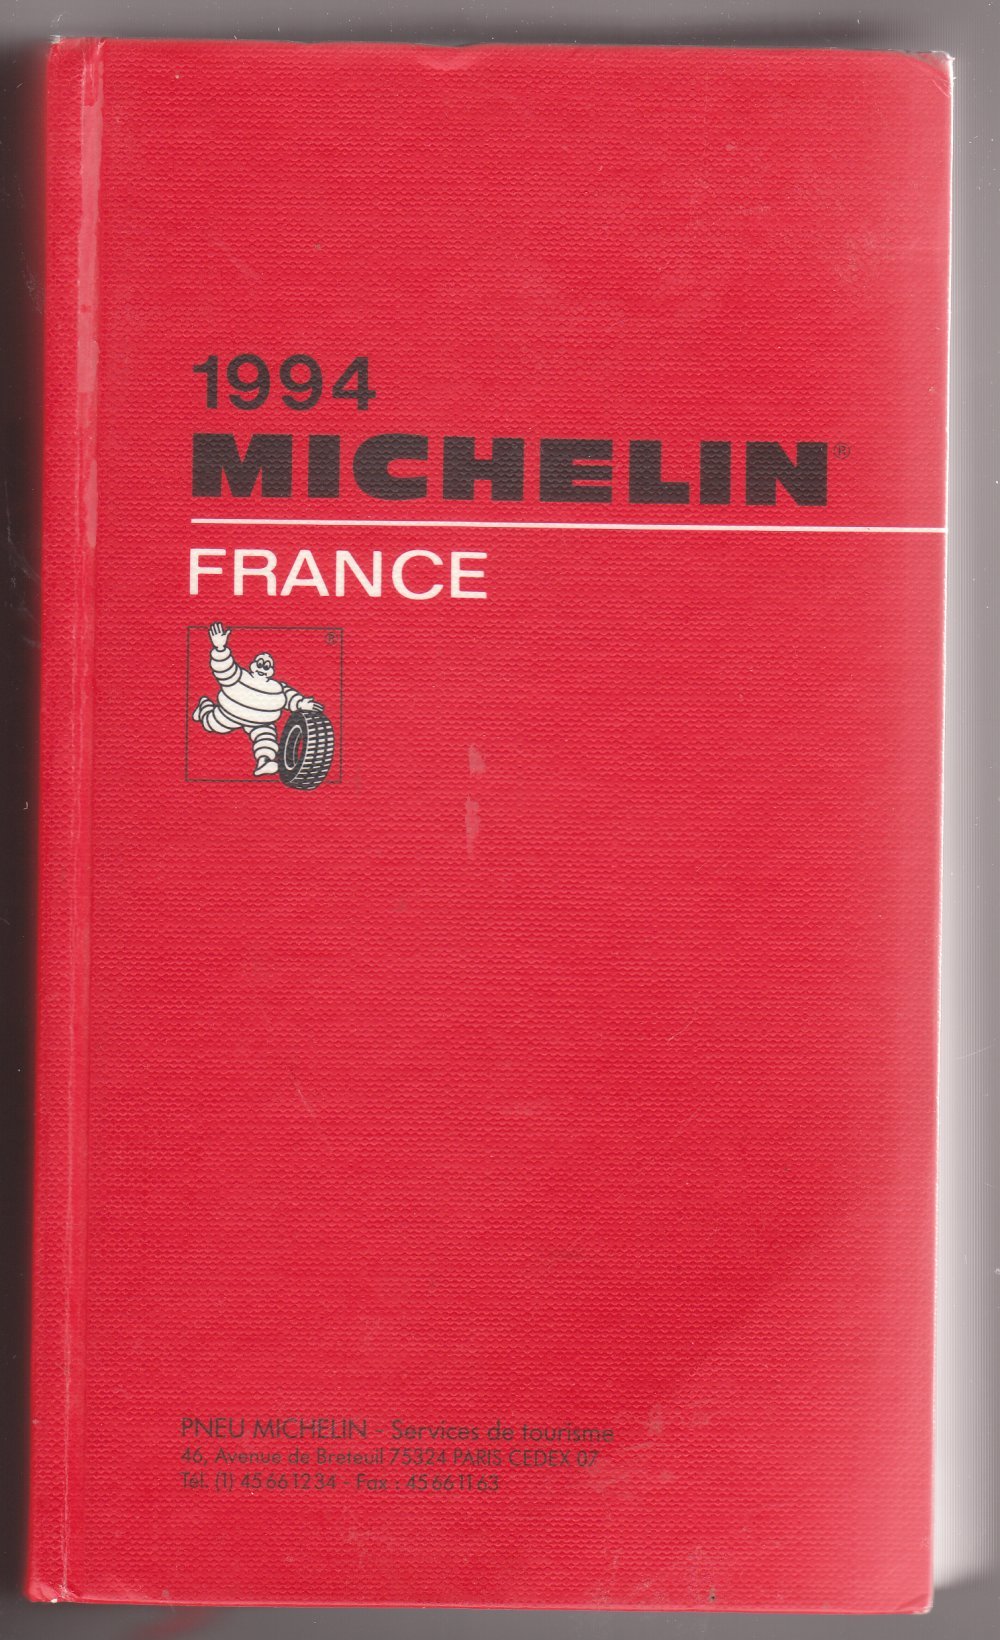 1994
MICHELIN®
FRANCE
®
PNEU MICHELIN - Services de tourisme
46, Avenue de Breteuil 75324 PARIS CEDEX 07
Tél. (1) 45 66 12 34 - Fax : 45 66 11 63